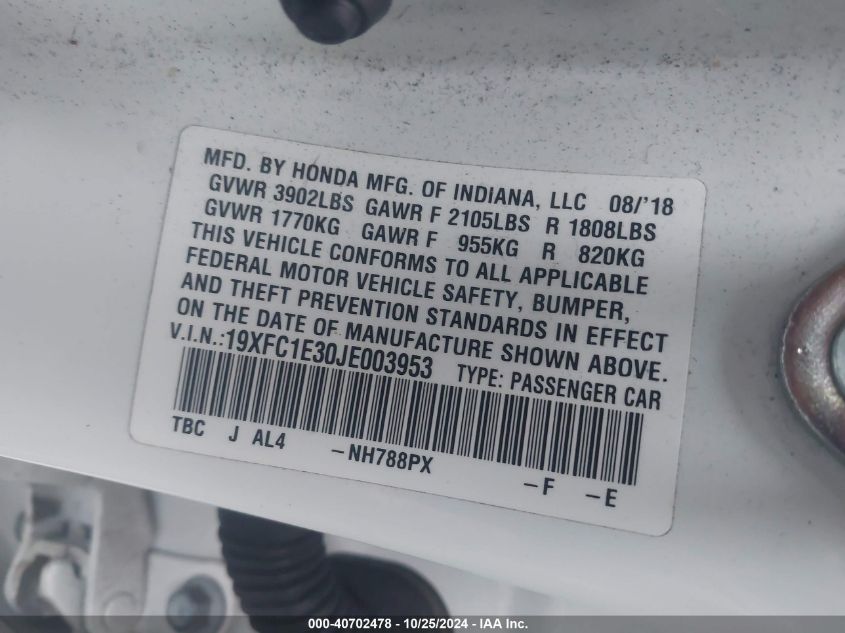 MFD. BY HONDA MFG. OF INDIANA, LLC 08/'18
GVWR 3902LBS GAWR F 2105LBS R 1808LBS
GVWR 1770KG GAWR F 955KG R 820KG
THIS VEHICLE CONFORMS TO ALL APPLICABLE
FEDERAL MOTOR VEHICLE SAFETY, BUMPER,
AND THEFT PREVENTION STANDARDS IN EFFECT
ON THE DATE OF MANUFACTURE SHOWN ABOVE.
V.I.N.:19XFC1E30JE003953 TYPE: PASSENGER CAR
TBC J AL4 -NH788PX -F -E
000-40702478 - 10/25/2024 - IAA Inc.